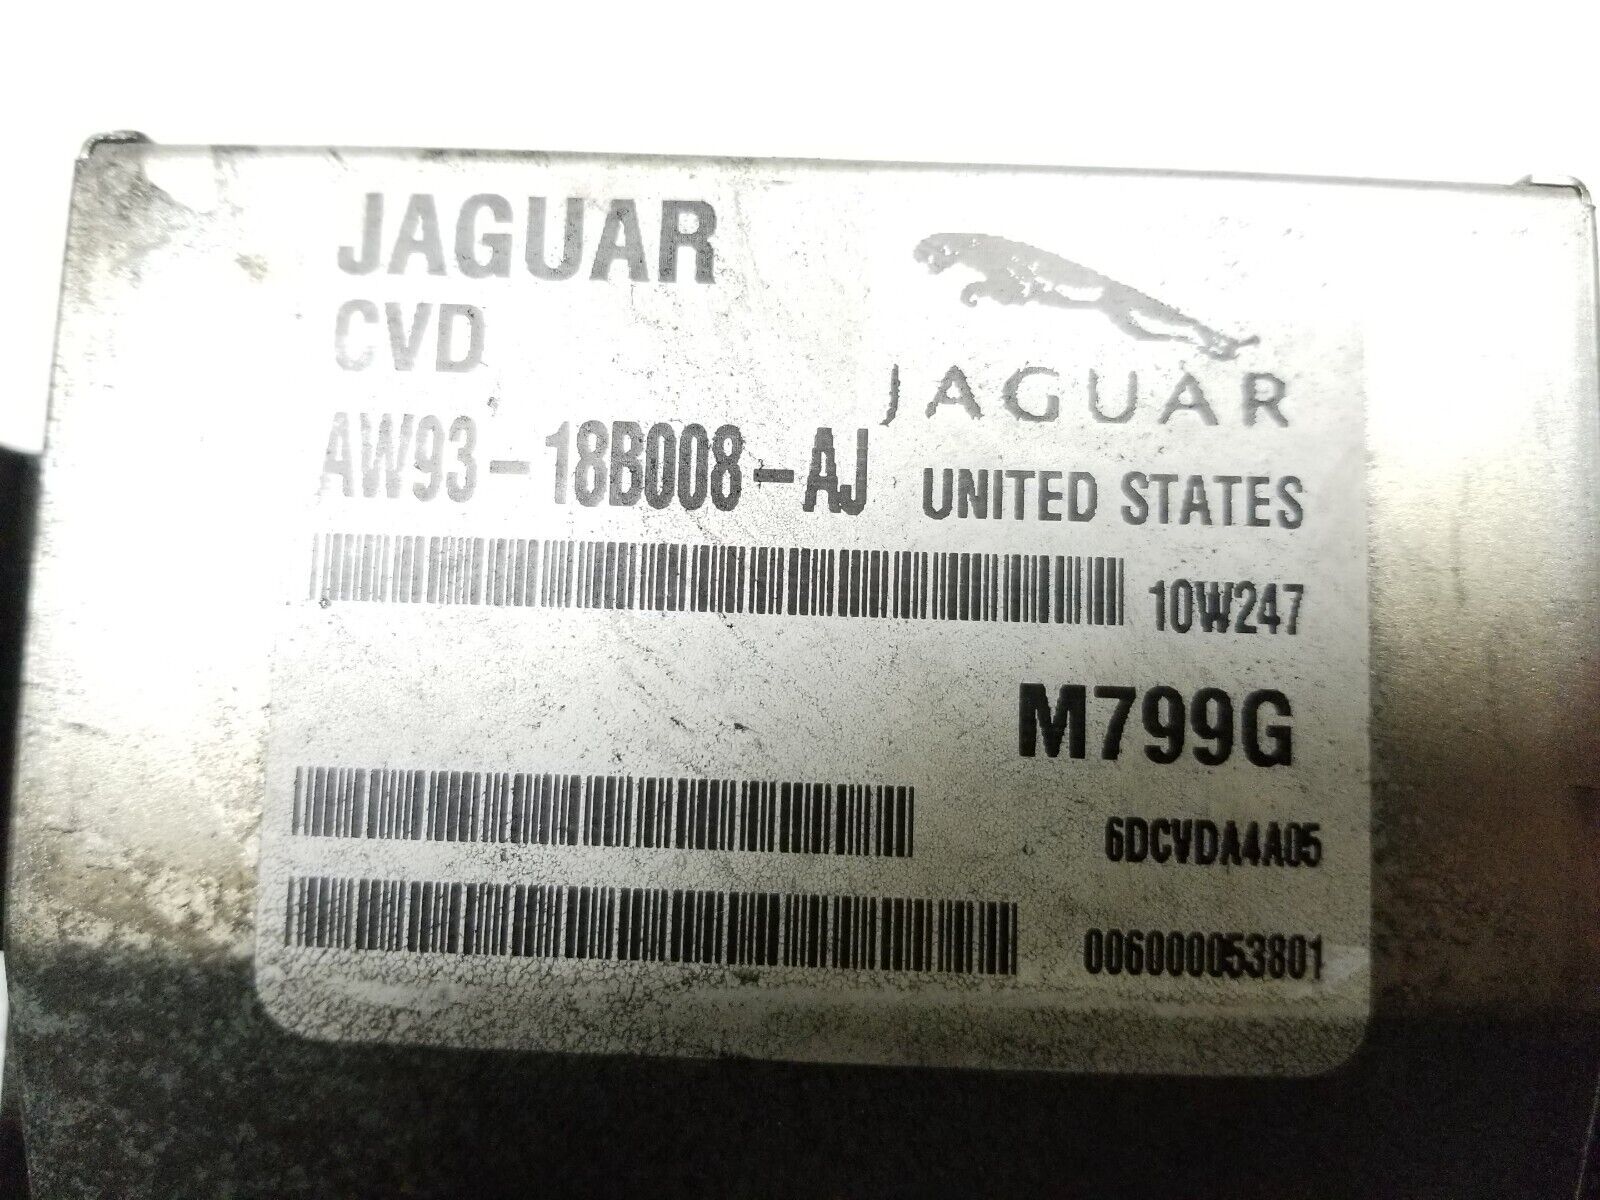 JAGUAR
CVD
JAGUAR
AW93-18B008-AJ
UNITED STATES
10W247
M799G
6DCVDA4A05
006000053801